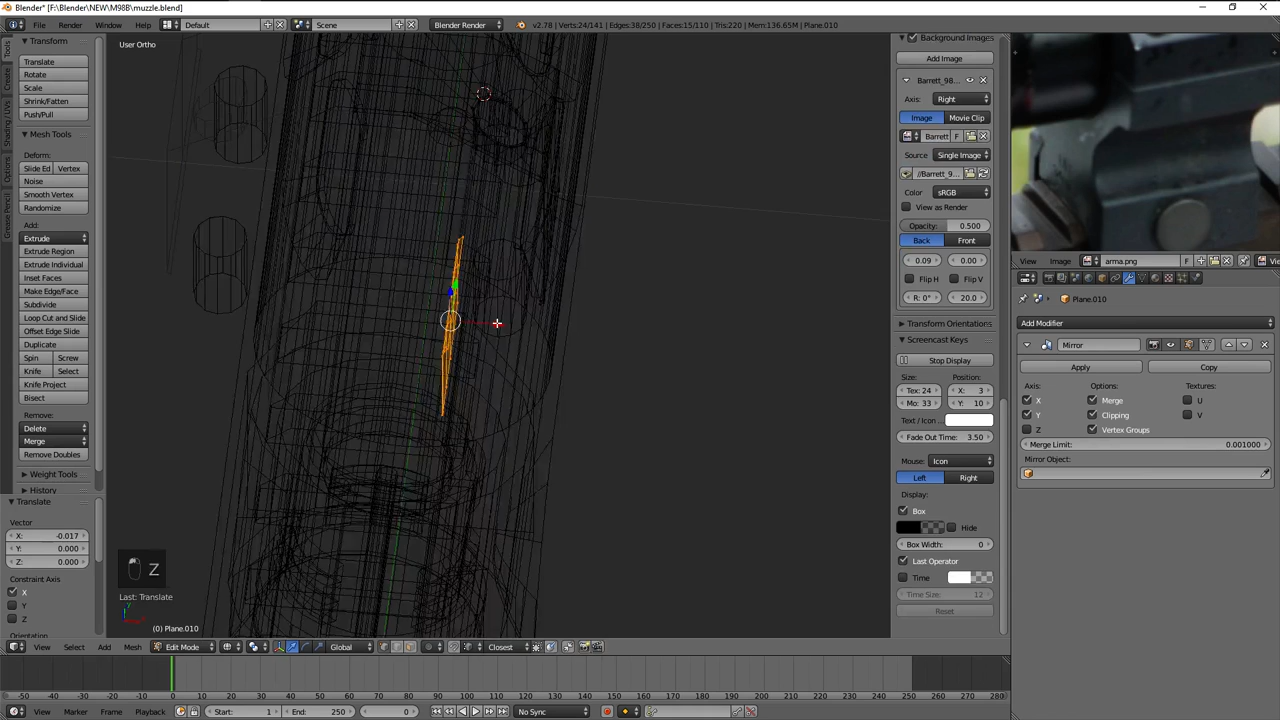 Blender* [F:\Blender\NEW\M98B\muzzle.blend]
File Render Window Help Default Scene Blender Render v2.78 | Verts:24/141 | Edges:38/250 | Faces:15/110 | Tris:220 | Mem:136.65M | Plane.010
User Ortho
Tools
Create
Shading / UVs
Options
Grease Pencil
Transform
Translate
Rotate
Scale
Shrink/Fatten
Push/Pull
Mesh Tools
Deform:
Slide Ed Vertex
Noise
Smooth Vertex
Randomize
Add:
Extrude
Extrude Region
Extrude Individual
Inset Faces
Make Edge/Face
Subdivide
Loop Cut and Slide
Offset Edge Slide
Duplicate
Spin Screw
Knife Select
Knife Project
Bisect
Remove:
Delete
Merge
Remove Doubles
Weight Tools
History
Translate
Vector
X: -0.017
Y: 0.000
Z: 0.000
Constraint Axis
X
Y
Z
Orientation
Z
Last: Translate
(0) Plane.010
Background Images
Add Image
Barrett_98...
Axis: Right
Image Movie Clip
Barrett F
Source Single Image
//Barrett_9...
Color sRGB
View as Render
Opacity: 0.500
Back Front
0.09 0.00
Flip H Flip V
R: 0° 20.0
Transform Orientations
Screencast Keys
Stop Display
Size: Position:
Tex: 24 X: 3
Mo: 33 Y: 10
Text / Icon ...
Fade Out Time: 3.50
Mouse: Icon
Left Right
Display:
Box
Hide
Box Width: 0
Last Operator
Time
Time Size: 12
Reset
View Image arma.png F View
Plane.010
Add Modifier
Mirror
Apply Copy
Axis: Options: Textures:
X Merge U
Y Clipping V
Z Vertex Groups
Merge Limit: 0.001000
Mirror Object:
View Select Add Mesh Edit Mode Global Closest
-50 -40 -30 -20 -10 0 10 20 30 40 50 60 70 80 90 100 110 120 130 140 150 160 170 180 190 200 210 220 230 240 250 260 270 280
View Marker Frame Playback Start: 1 End: 250 0 No Sync